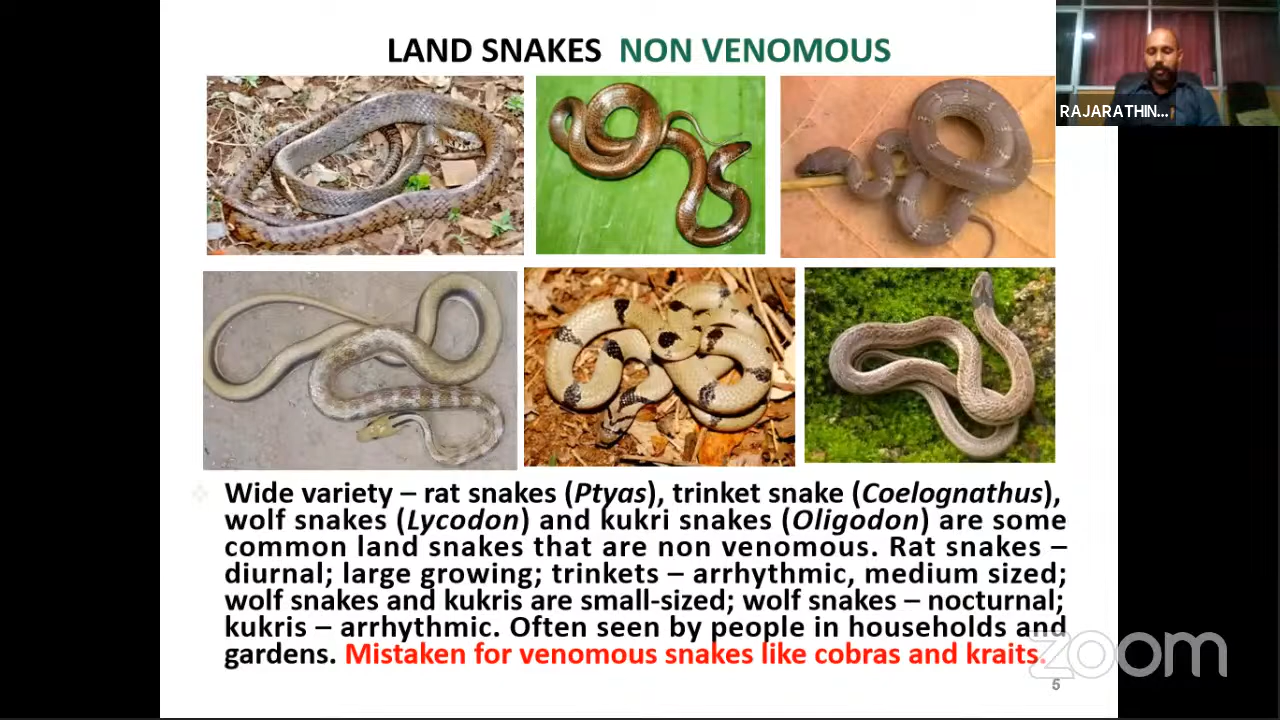 LAND SNAKES NON VENOMOUS
RAJARATHIN...
Wide variety – rat snakes (Ptyas), trinket snake (Coelognathus),
wolf snakes (Lycodon) and kukri snakes (Oligodon) are some
common land snakes that are non venomous. Rat snakes –
diurnal; large growing; trinkets – arrhythmic, medium sized;
wolf snakes and kukris are small-sized; wolf snakes – nocturnal;
kukris – arrhythmic. Often seen by people in households and
gardens. Mistaken for venomous snakes like cobras and kraits.
zoom
5